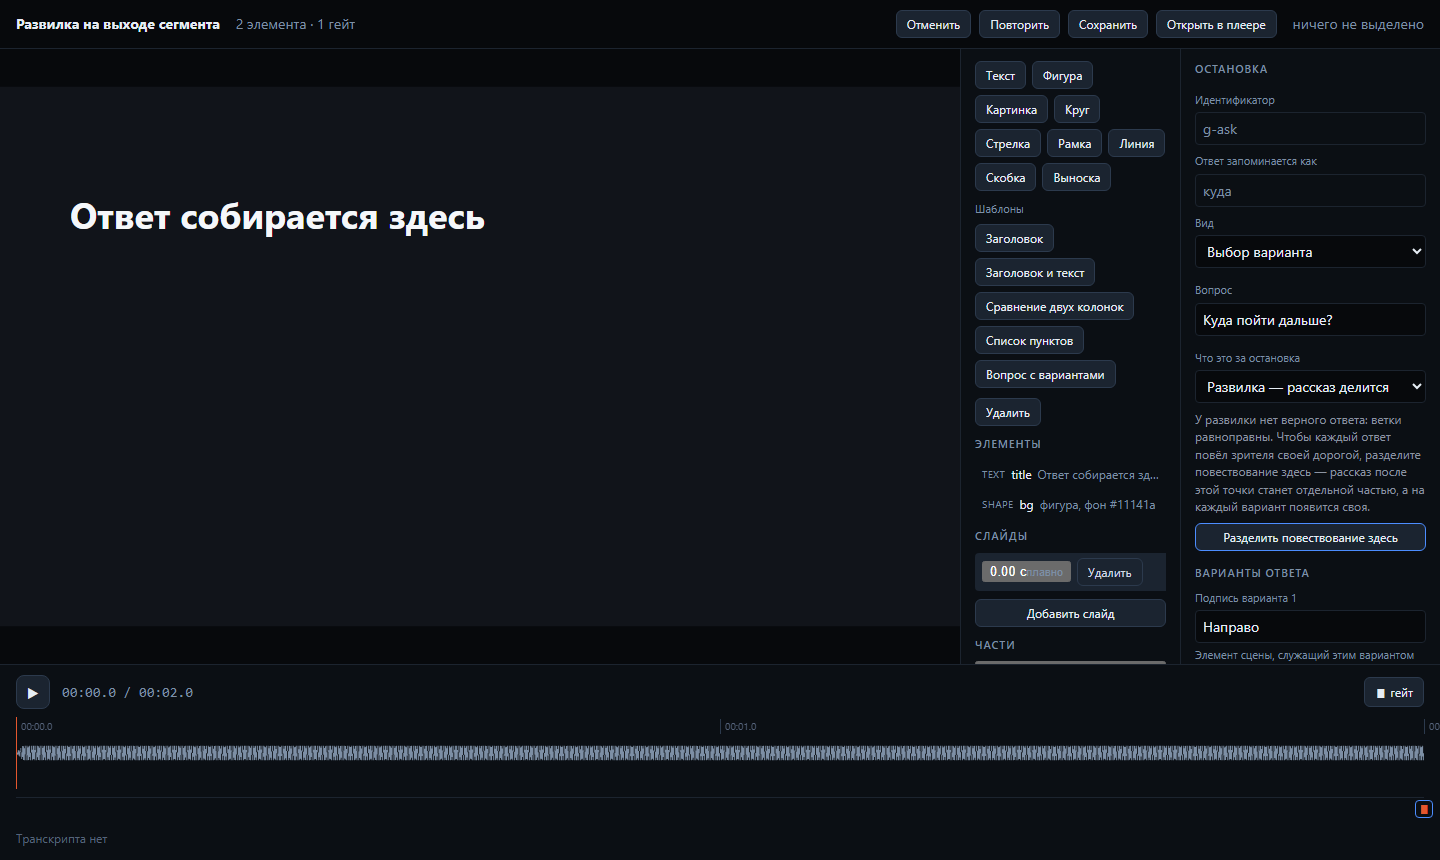 Развилка на выходе сегмента 2 элемента · 1 гейт Отменить Повторить Сохранить Открыть в плеере ничего не выделено
Ответ собирается здесь
Текст Фигура
Картинка Круг
Стрелка Рамка Линия
Скобка Выноска
Шаблоны
Заголовок
Заголовок и текст
Сравнение двух колонок
Список пунктов
Вопрос с вариантами
Удалить
ЭЛЕМЕНТЫ
TEXT title Ответ собирается зд...
SHAPE bg фигура, фон #11141a
СЛАЙДЫ
0.00 с Удалить
Добавить слайд
ЧАСТИ
ОСТАНОВКА
Идентификатор
g-ask
Ответ запоминается как
куда
Вид
Выбор варианта
Вопрос
Куда пойти дальше?
Что это за остановка
Развилка — рассказ делится
У развилки нет верного ответа: ветки
равноправны. Чтобы каждый ответ
повёл зрителя своей дорогой, разделите
повествование здесь — рассказ после
этой точки станет отдельной частью, а на
каждый вариант появится своя.
Разделить повествование здесь
ВАРИАНТЫ ОТВЕТА
Подпись варианта 1
Направо
Элемент сцены, служащий этим вариантом
00:00.0 / 00:02.0 гейт
00:00.0 00:01.0 00
Транскрипта нет